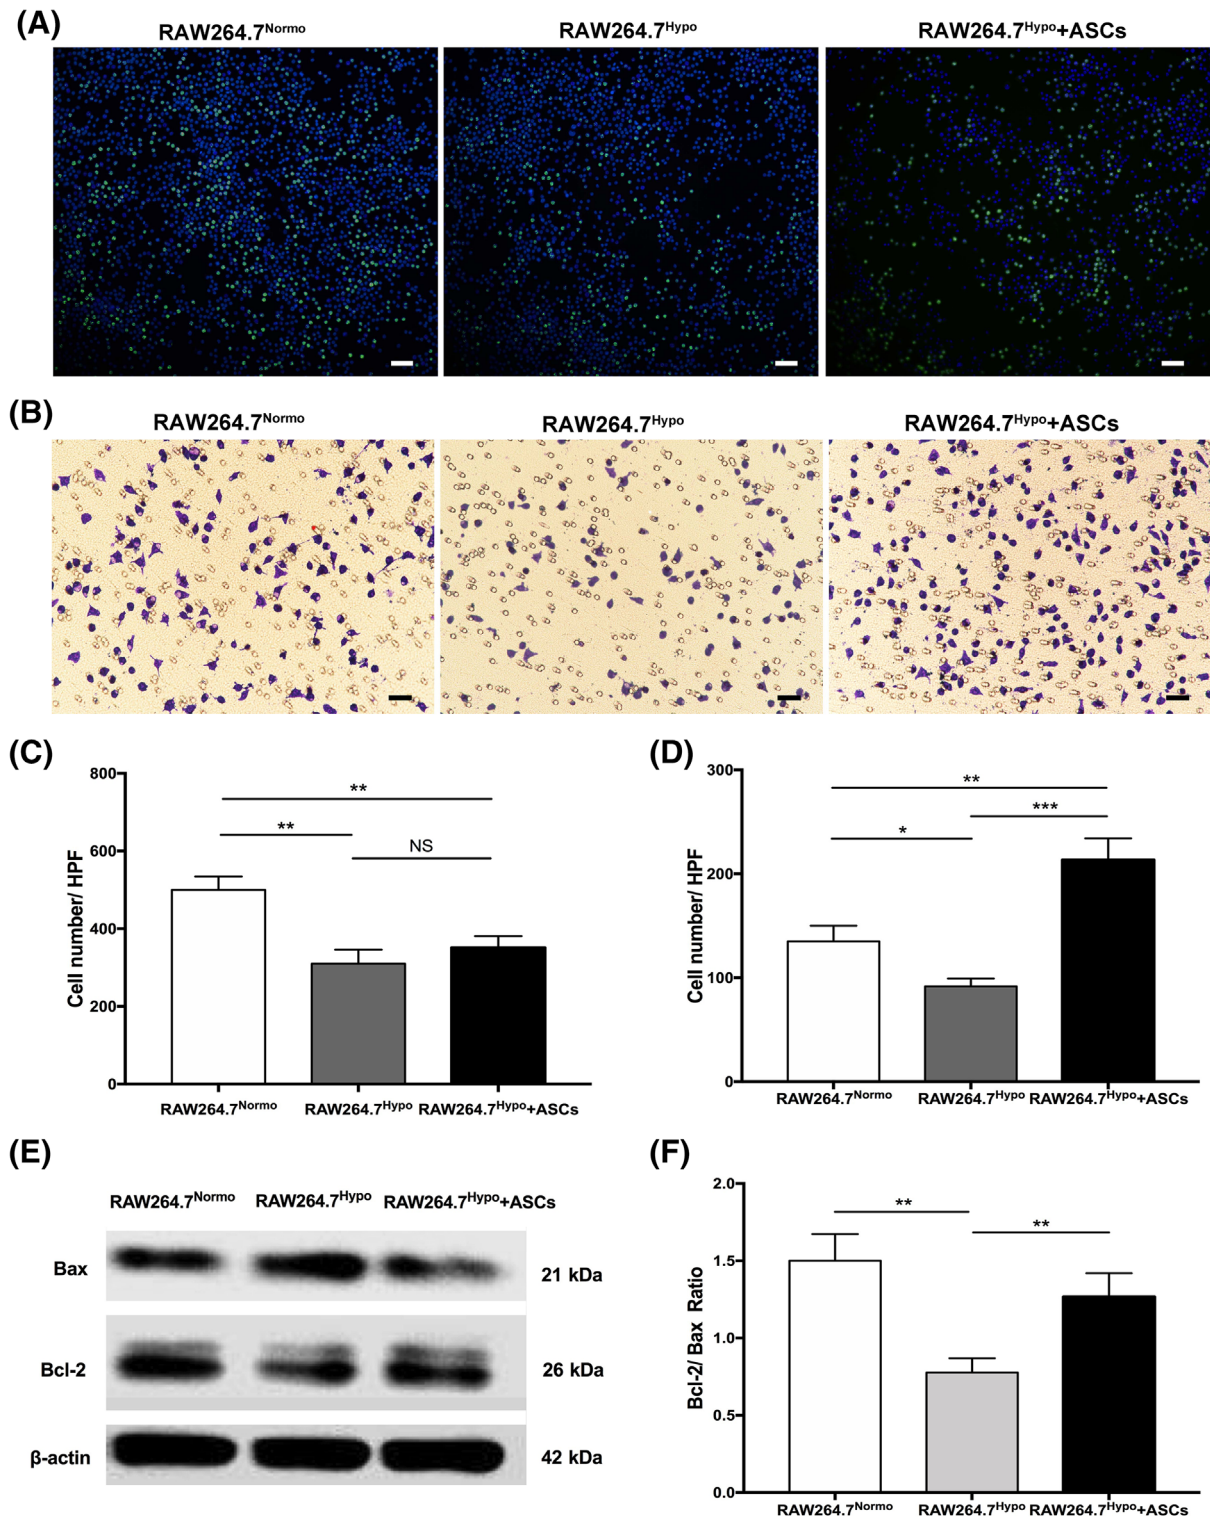 (A)
RAW264.7Normo RAW264.7Hypo RAW264.7Hypo+ASCs
(B)
RAW264.7Normo RAW264.7Hypo RAW264.7Hypo+ASCs
(C)
Cell number/ HPF
800
600
400
200
0
**
**
NS
RAW264.7Normo RAW264.7Hypo RAW264.7Hypo+ASCs
(D)
Cell number/ HPF
300
200
100
0
**
***
*
RAW264.7Normo RAW264.7Hypo RAW264.7Hypo+ASCs
(E)
RAW264.7Normo RAW264.7Hypo RAW264.7Hypo+ASCs
Bax 21 kDa
Bcl-2 26 kDa
β-actin 42 kDa
(F)
Bcl-2/ Bax Ratio
2.0
1.5
1.0
0.5
0.0
**
**
RAW264.7Normo RAW264.7Hypo RAW264.7Hypo+ASCs